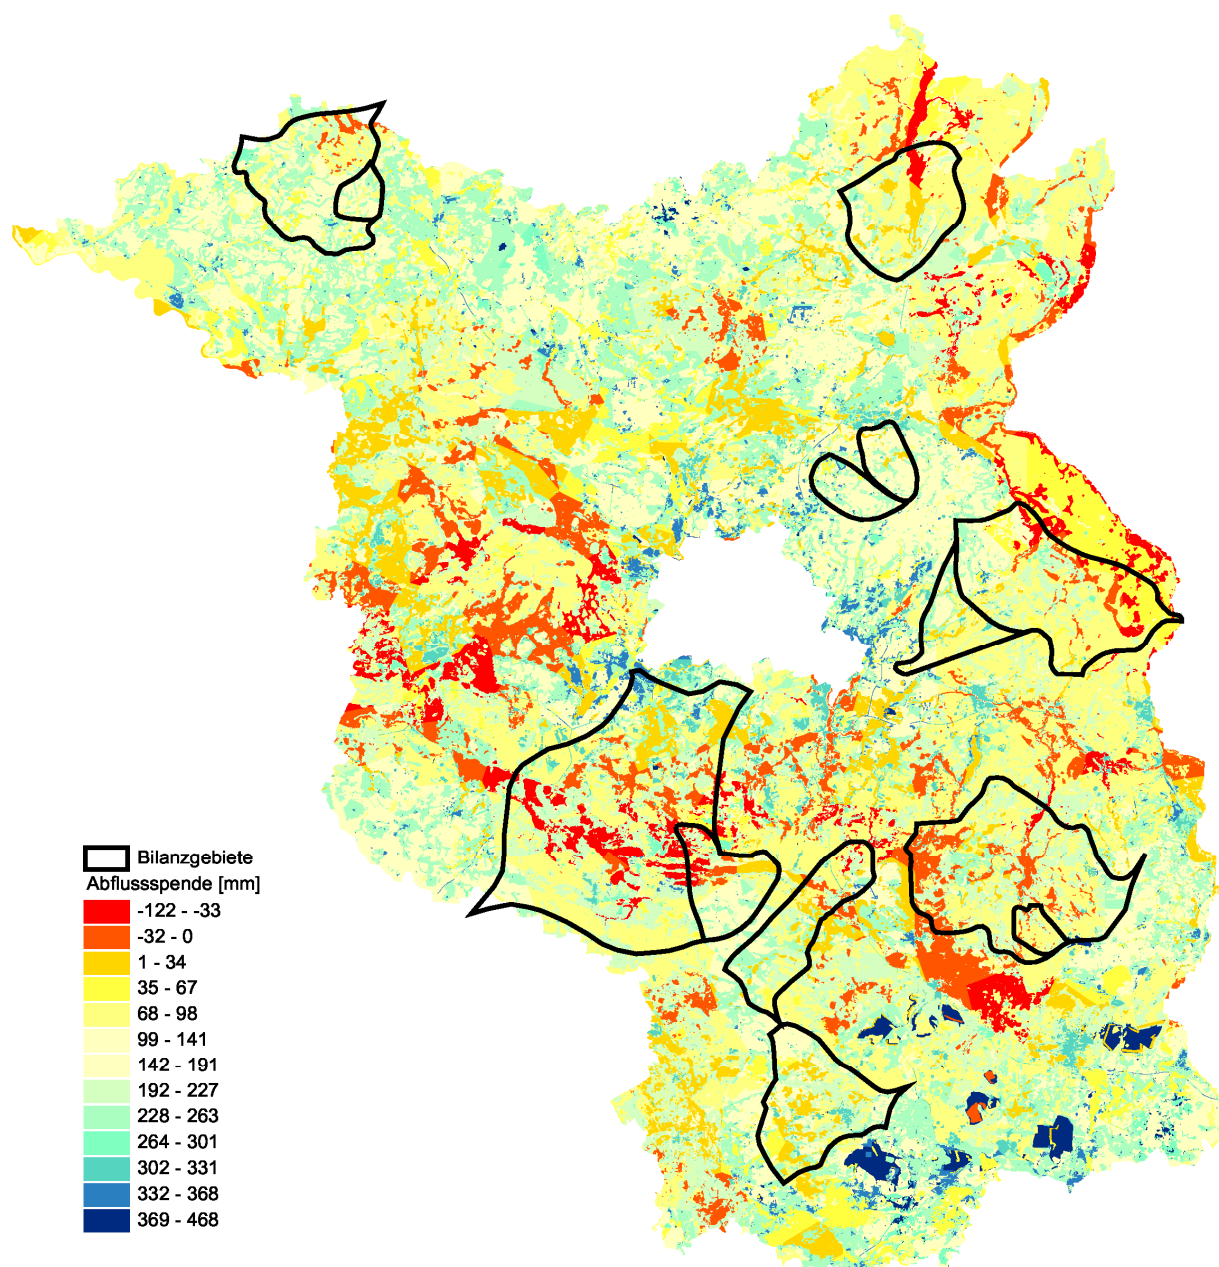 Bilanzgebiete
Abflussspende [mm]
-122 - -33
-32 - 0
1 - 34
35 - 67
68 - 98
99 - 141
142 - 191
192 - 227
228 - 263
264 - 301
302 - 331
332 - 368
369 - 468